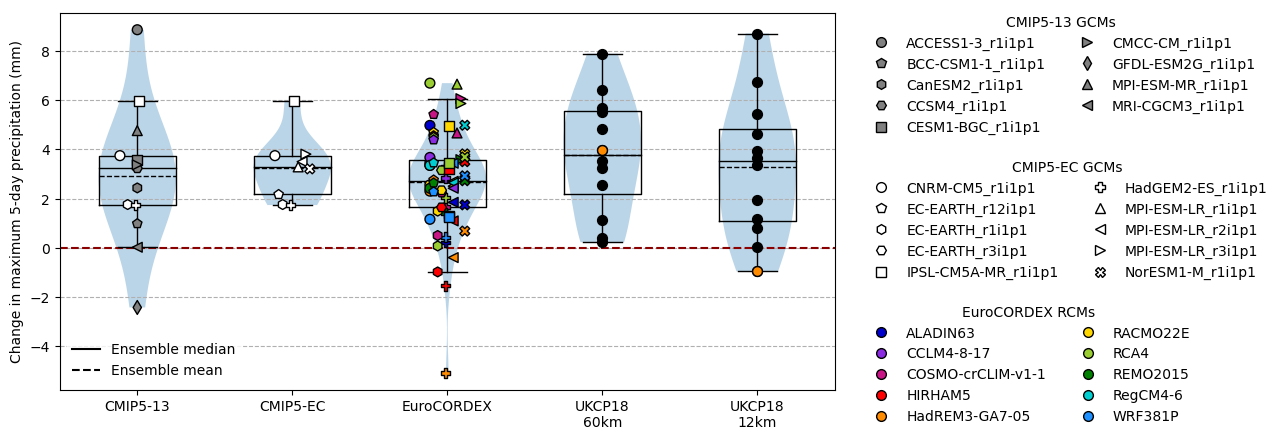 Change in maximum 5-day precipitation (mm)
8
6
4
2
0
−2
−4
Ensemble median
Ensemble mean
CMIP5-13
CMIP5-EC
EuroCORDEX
UKCP18
60km
UKCP18
12km
CMIP5-13 GCMs
ACCESS1-3_r1i1p1
BCC-CSM1-1_r1i1p1
CanESM2_r1i1p1
CCSM4_r1i1p1
CESM1-BGC_r1i1p1
CMCC-CM_r1i1p1
GFDL-ESM2G_r1i1p1
MPI-ESM-MR_r1i1p1
MRI-CGCM3_r1i1p1
CMIP5-EC GCMs
CNRM-CM5_r1i1p1
EC-EARTH_r12i1p1
EC-EARTH_r1i1p1
EC-EARTH_r3i1p1
IPSL-CM5A-MR_r1i1p1
HadGEM2-ES_r1i1p1
MPI-ESM-LR_r1i1p1
MPI-ESM-LR_r2i1p1
MPI-ESM-LR_r3i1p1
NorESM1-M_r1i1p1
EuroCORDEX RCMs
ALADIN63
CCLM4-8-17
COSMO-crCLIM-v1-1
HIRHAM5
HadREM3-GA7-05
RACMO22E
RCA4
REMO2015
RegCM4-6
WRF381P